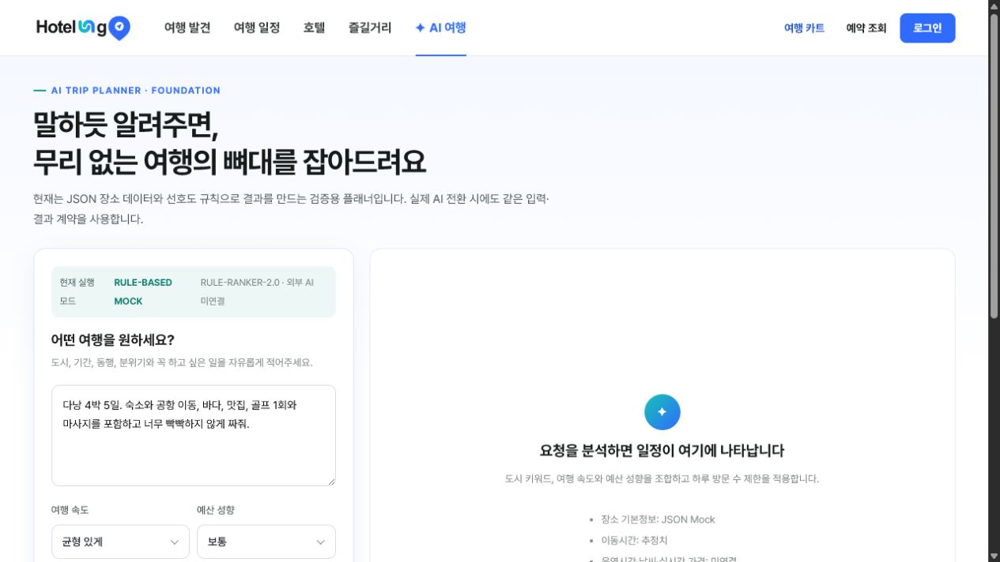 Hotel g
여행 발견
여행 일정
호텔
즐길거리
AI 여행
여행 카트
예약 조회
로그인
AI TRIP PLANNER · FOUNDATION
말하듯 알려주면,
무리 없는 여행의 뼈대를 잡아드려요
현재는 JSON 장소 데이터와 선호도 규칙으로 결과를 만드는 검증용 플래너입니다. 실제 AI 전환 시에도 같은 입력·
결과 계약을 사용합니다.
현재 실행
모드
RULE-BASED
MOCK
RULE-RANKER-2.0 · 외부 AI
미연결
어떤 여행을 원하세요?
도시, 기간, 동행, 분위기와 꼭 하고 싶은 일을 자유롭게 적어주세요.
다낭 4박 5일. 숙소와 공항 이동, 바다, 맛집, 골프 1회와
마사지를 포함하고 너무 빡빡하지 않게 짜줘.
여행 속도
예산 성향
균형 있게
보통
요청을 분석하면 일정이 여기에 나타납니다
도시 키워드, 여행 속도와 예산 성향을 조합하고 하루 방문 수 제한을 적용합니다.
장소 기본정보: JSON Mock
이동시간: 추정치
운영시간·날씨·실시간 가격: 미연결